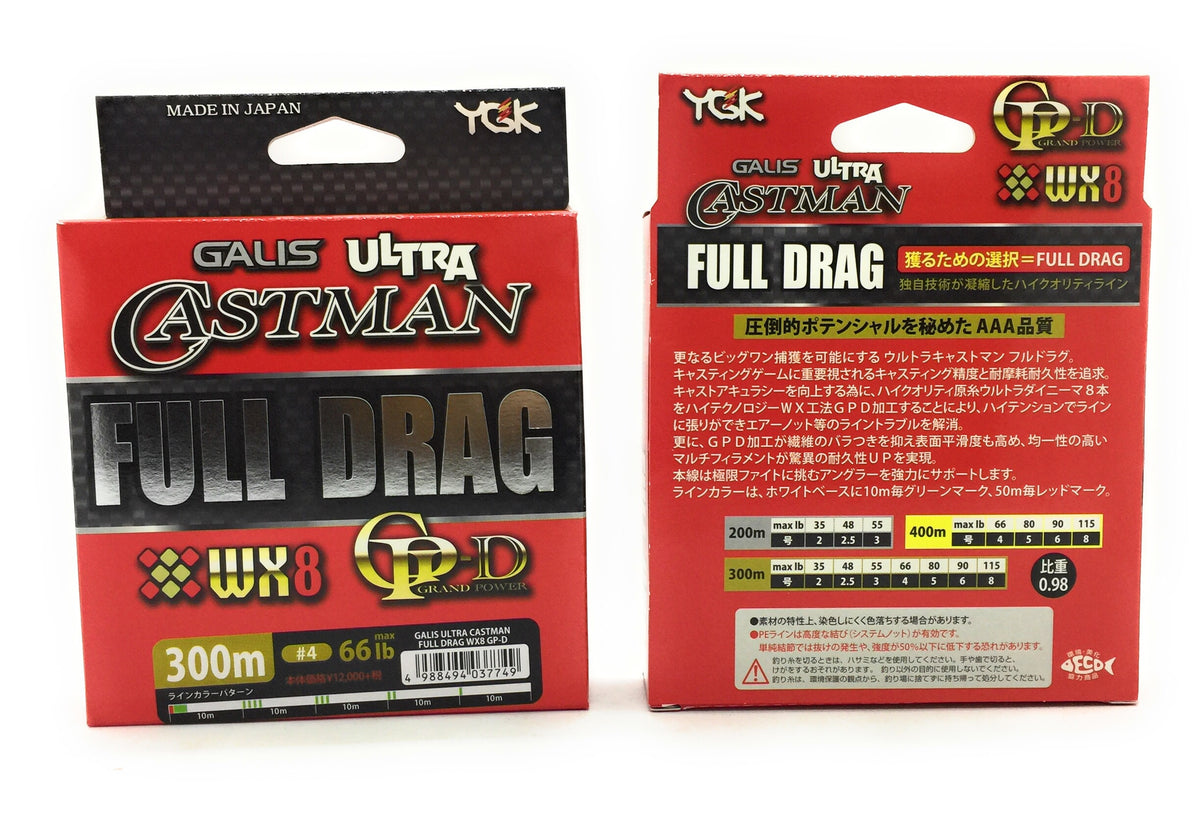 MADE IN JAPAN
YGK
GALIS ULTRA
CASTMAN
FULL DRAG
WX8
GP-D
GRAND POWER
300m
#4
66 lb max
GALIS ULTRA CASTMAN
FULL DRAG WX8 GP-D
本体価格¥12,000+税
4 988494 037749
ラインカラーパターン
10m 10m 10m 10m 10m
YGK
GP-D
GRAND POWER
GALIS ULTRA
CASTMAN
WX8
FULL DRAG
獲るための選択=FULL DRAG
独自技術が凝縮したハイクオリティライン
圧倒的ポテンシャルを秘めたAAA品質
更なるビッグワン捕獲を可能にする ウルトラキャストマン フルドラグ。
キャスティングゲームに重要視されるキャスティング精度と耐摩耗耐久性を追求。
キャストアキュラシーを向上する為に、ハイクオリティ原糸ウルトラダイニーマ8本
をハイテクノロジーWX工法GPD加工することにより、ハイテンションでライン
に張りができエアーノット等のライントラブルを解消。
更に、GPD加工が繊維のバラつきを抑え表面平滑度も高め、均一性の高い
マルチフィラメントが驚異の耐久性UPを実現。
本線は極限ファイトに挑むアングラーを強力にサポートします。
ラインカラーは、ホワイトベースに10m毎グリーンマーク、50m毎レッドマーク。
200m
max lb 35 48 55
号 2 2.5 3
400m
max lb 66 80 90 115
号 4 5 6 8
300m
max lb 35 48 55 66 80 90 115
号 2 2.5 3 4 5 6 8
比重
0.98
●素材の特性上、染色しにくく色落ちする場合があります。
●PEラインは高度な結び(システムノット)が有効です。
単純結節では抜けの発生や、強度が50%以下に低下する恐れがあります。
釣り糸を切るときは、ハサミなどを使用してください。手や歯で切ると、
けがをするおそれがあります。釣り以外の目的に使用しないでください。
釣り糸は、環境保護の観点から、釣り場に捨てずに持ち帰って処分してください。
環境・美化
ECO
協力商品